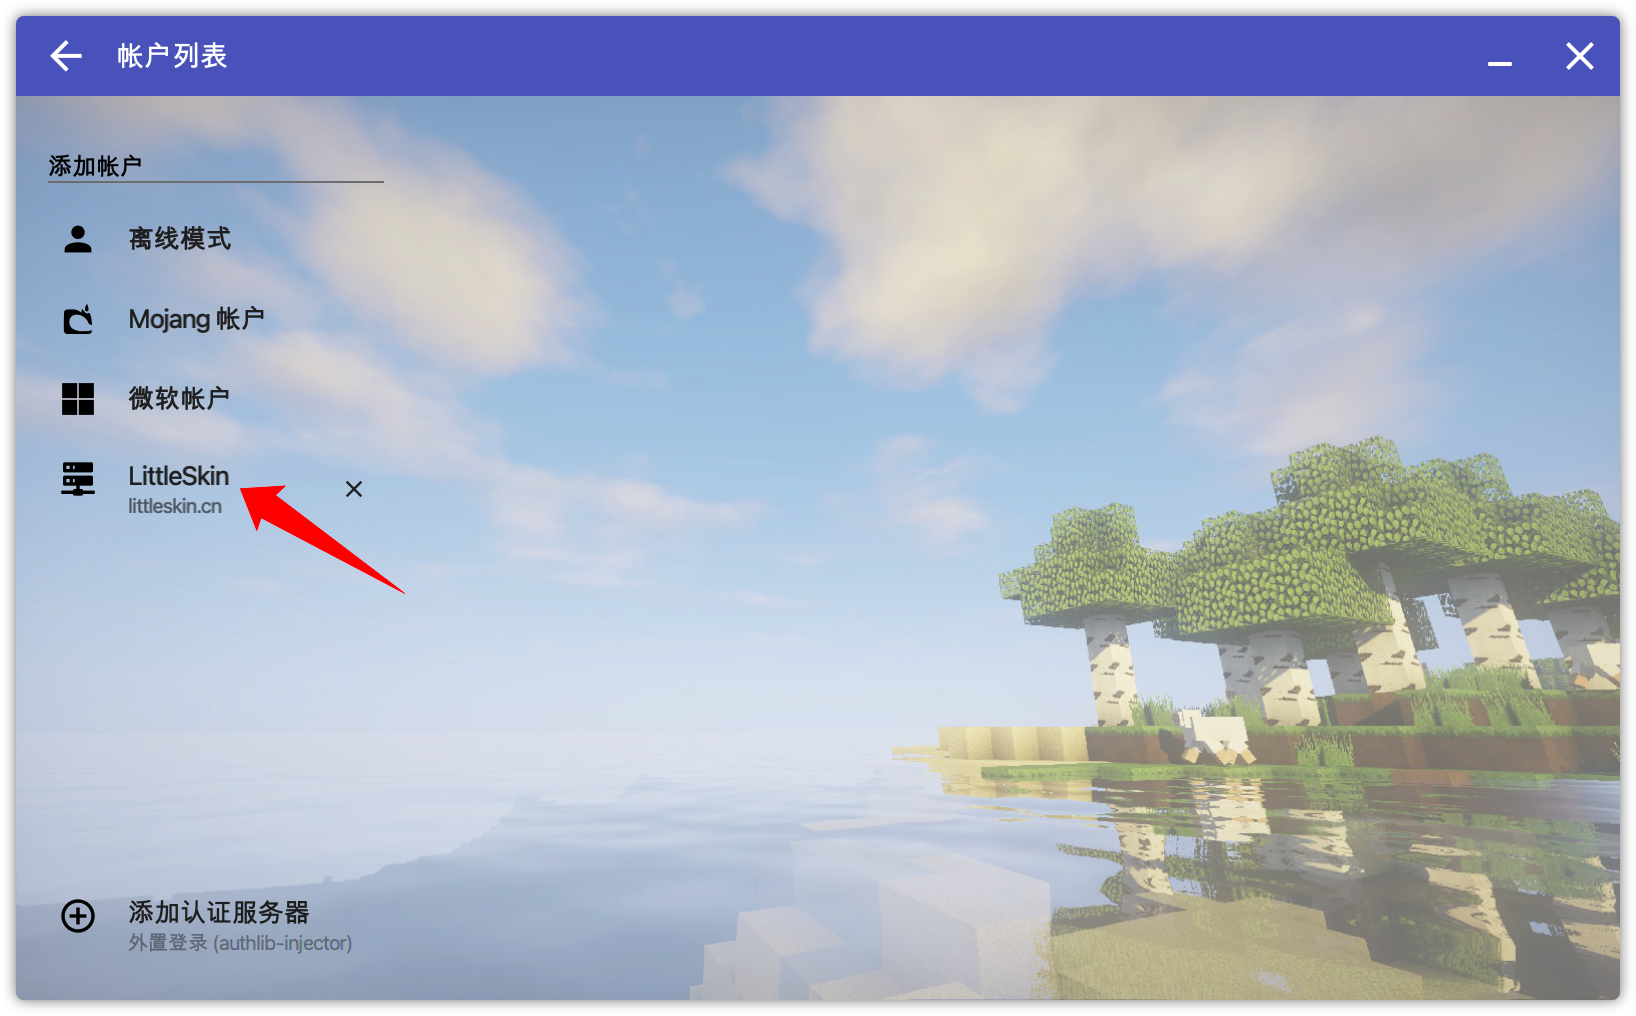 帐户列表
添加帐户
离线模式
Mojang 帐户
微软帐户
LittleSkin
littleskin.cn
添加认证服务器
外置登录 (authlib-injector)